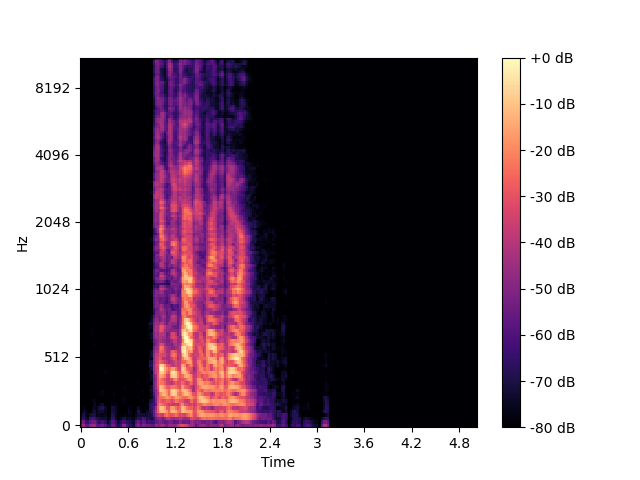 +0 dB
8192
-10 dB
4096
-20 dB
-30 dB
2048
Hz
-40 dB
1024
-50 dB
-60 dB
512
-70 dB
0
-80 dB
0 0.6 1.2 1.8 2.4 3 3.6 4.2 4.8
Time